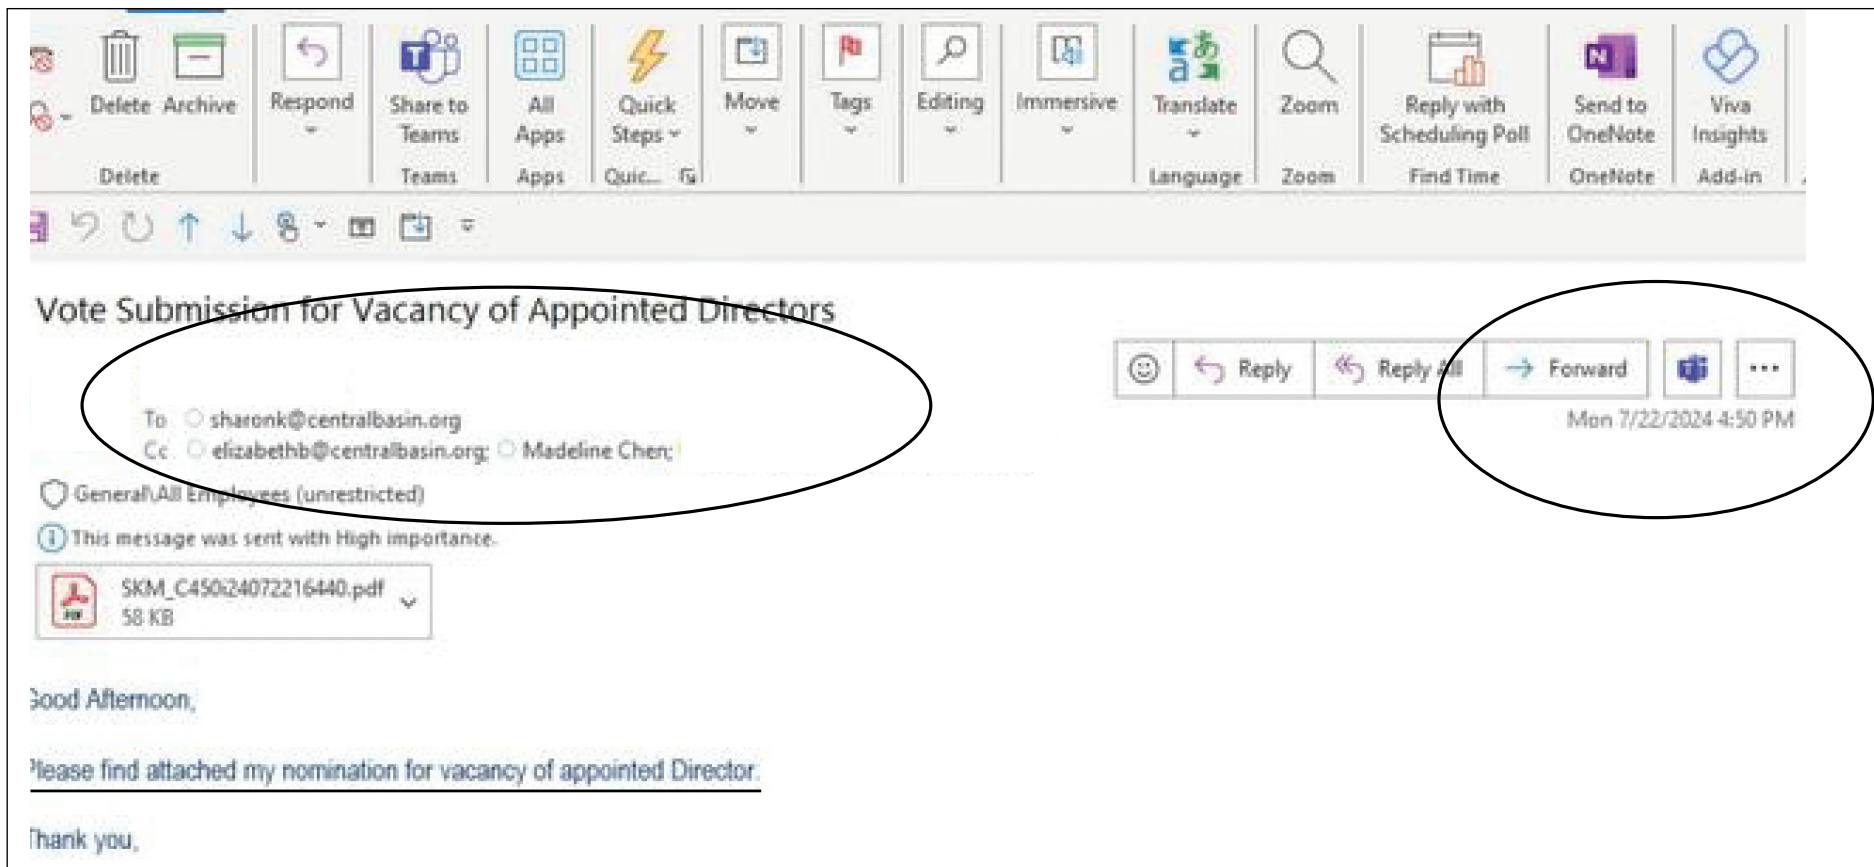 Delete Archive Respond Share to Teams All Apps Quick Steps Move Tags Editing Immersive Translate Zoom Reply with Scheduling Poll Send to OneNote Viva Insights
Delete Teams Apps Quic... Language Zoom Find Time OneNote Add-in
Vote Submission for Vacancy of Appointed Directors
Reply Reply All Forward ...
To sharonk@centralbasin.org
Mon 7/22/2024 4:50 PM
Cc elizabethb@centralbasin.org; Madeline Chen;
General\All Employees (unrestricted)
This message was sent with High importance.
SKM_C450i24072216440.pdf
58 KB
Good Afternoon,
Please find attached my nomination for vacancy of appointed Director.
Thank you,